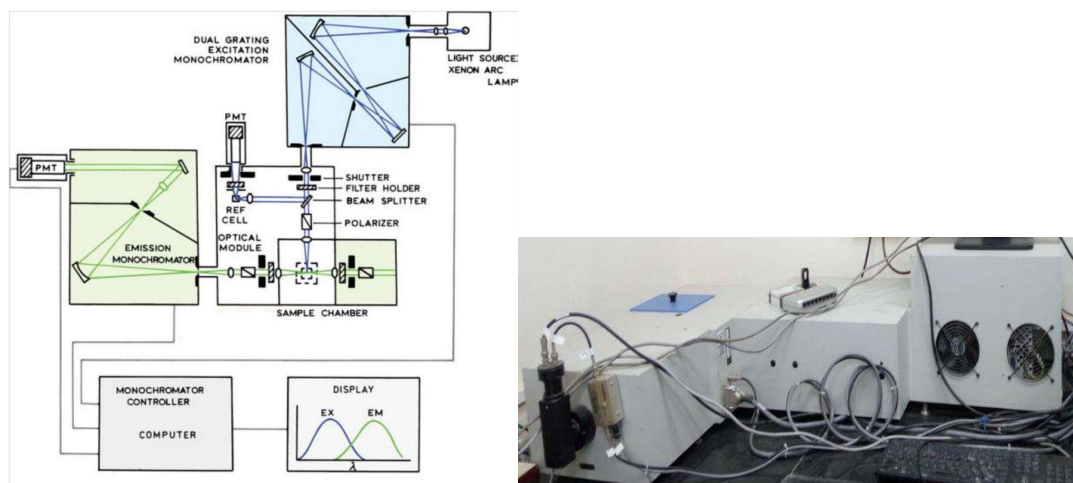 DUAL GRATING
EXCITATION
MONOCHROMATOR
LIGHT SOURCE:
XENON ARC
LAMP
PMT
PMT
SHUTTER
FILTER HOLDER
BEAM SPLITTER
REF
CELL
POLARIZER
OPTICAL
MODULE
EMISSION
MONOCHROMATOR
SAMPLE CHAMBER
MONOCHROMATOR
CONTROLLER
COMPUTER
DISPLAY
EX
EM
λ